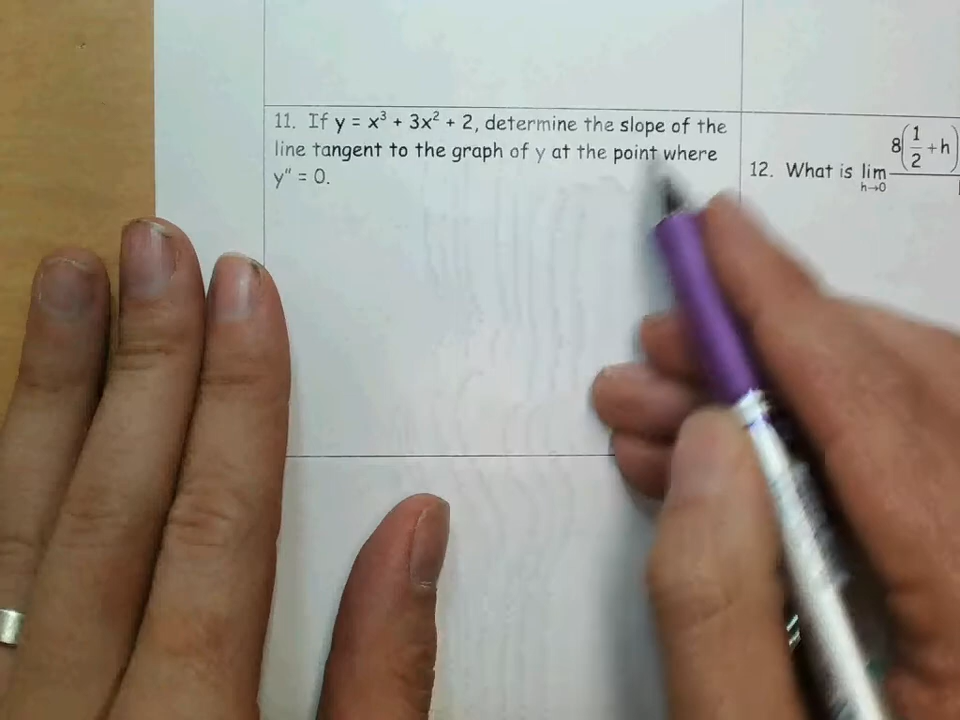 11. If y = x³ + 3x² + 2, determine the slope of the
line tangent to the graph of y at the point where
y" = 0.
12. What is lim h→0 8(1/2 + h)